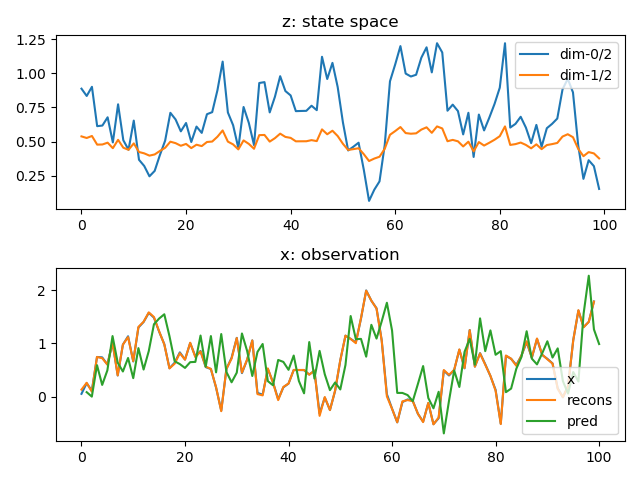 z: state space
1.25
1.00
0.75
0.50
0.25
dim-0/2
dim-1/2
0 20 40 60 80 100
x: observation
2
1
0
x
recons
pred
0 20 40 60 80 100